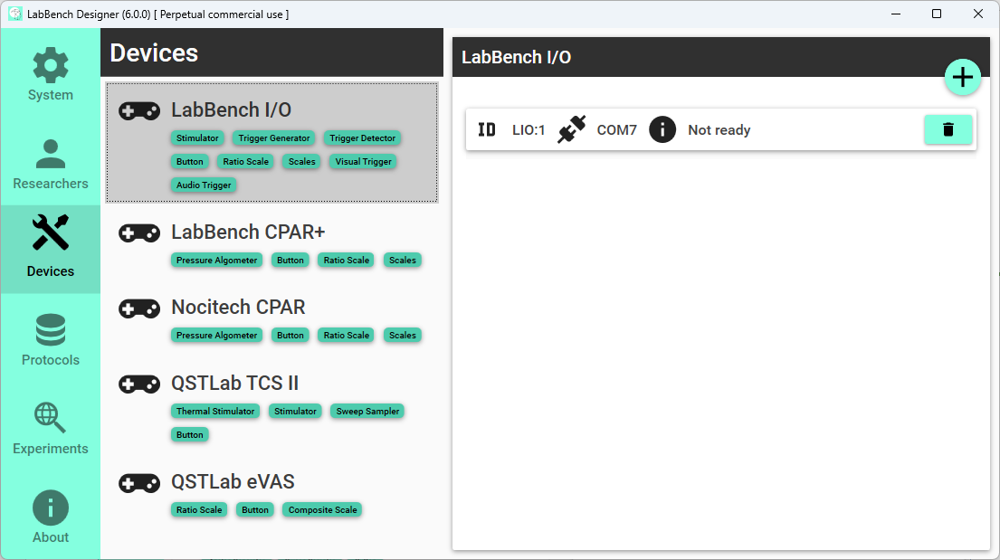 LabBench Designer (6.0.0) [ Perpetual commercial use ]
System
Researchers
Devices
Protocols
Experiments
About
Devices
LabBench I/O
Stimulator Trigger Generator Trigger Detector
Button Ratio Scale Scales Visual Trigger
Audio Trigger
LabBench CPAR+
Pressure Algometer Button Ratio Scale Scales
Nocitech CPAR
Pressure Algometer Button Ratio Scale Scales
QSTLab TCS II
Thermal Stimulator Stimulator Sweep Sampler
Button
QSTLab eVAS
Ratio Scale Button Composite Scale
LabBench I/O
ID LIO:1 COM7 Not ready